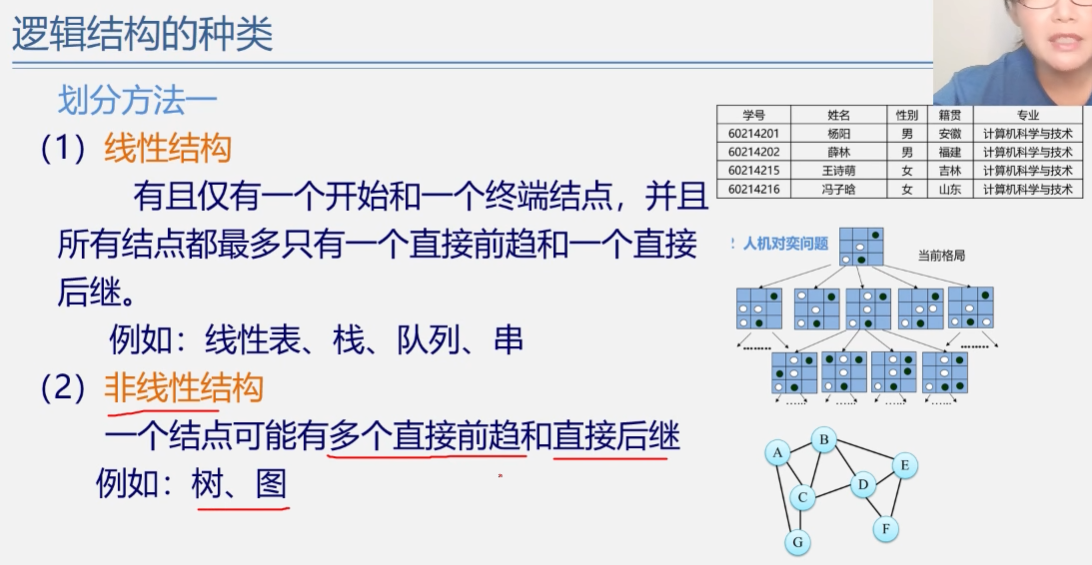 逻辑结构的种类
划分方法一
（1）线性结构
有且仅有一个开始和一个终端结点，并且
所有结点都最多只有一个直接前趋和一个直接
后继。
例如：线性表、栈、队列、串
（2）非线性结构
一个结点可能有多个直接前趋和直接后继
例如：树、图
学号 姓名 性别 籍贯 专业
60214201 杨阳 男 安徽 计算机科学与技术
60214202 薛林 男 福建 计算机科学与技术
60214215 王诗萌 女 吉林 计算机科学与技术
60214216 冯子晗 女 山东 计算机科学与技术
! 人机对奕问题
当前格局
........ ........
...... ...... ...... ......
A B
E
C D
F
G